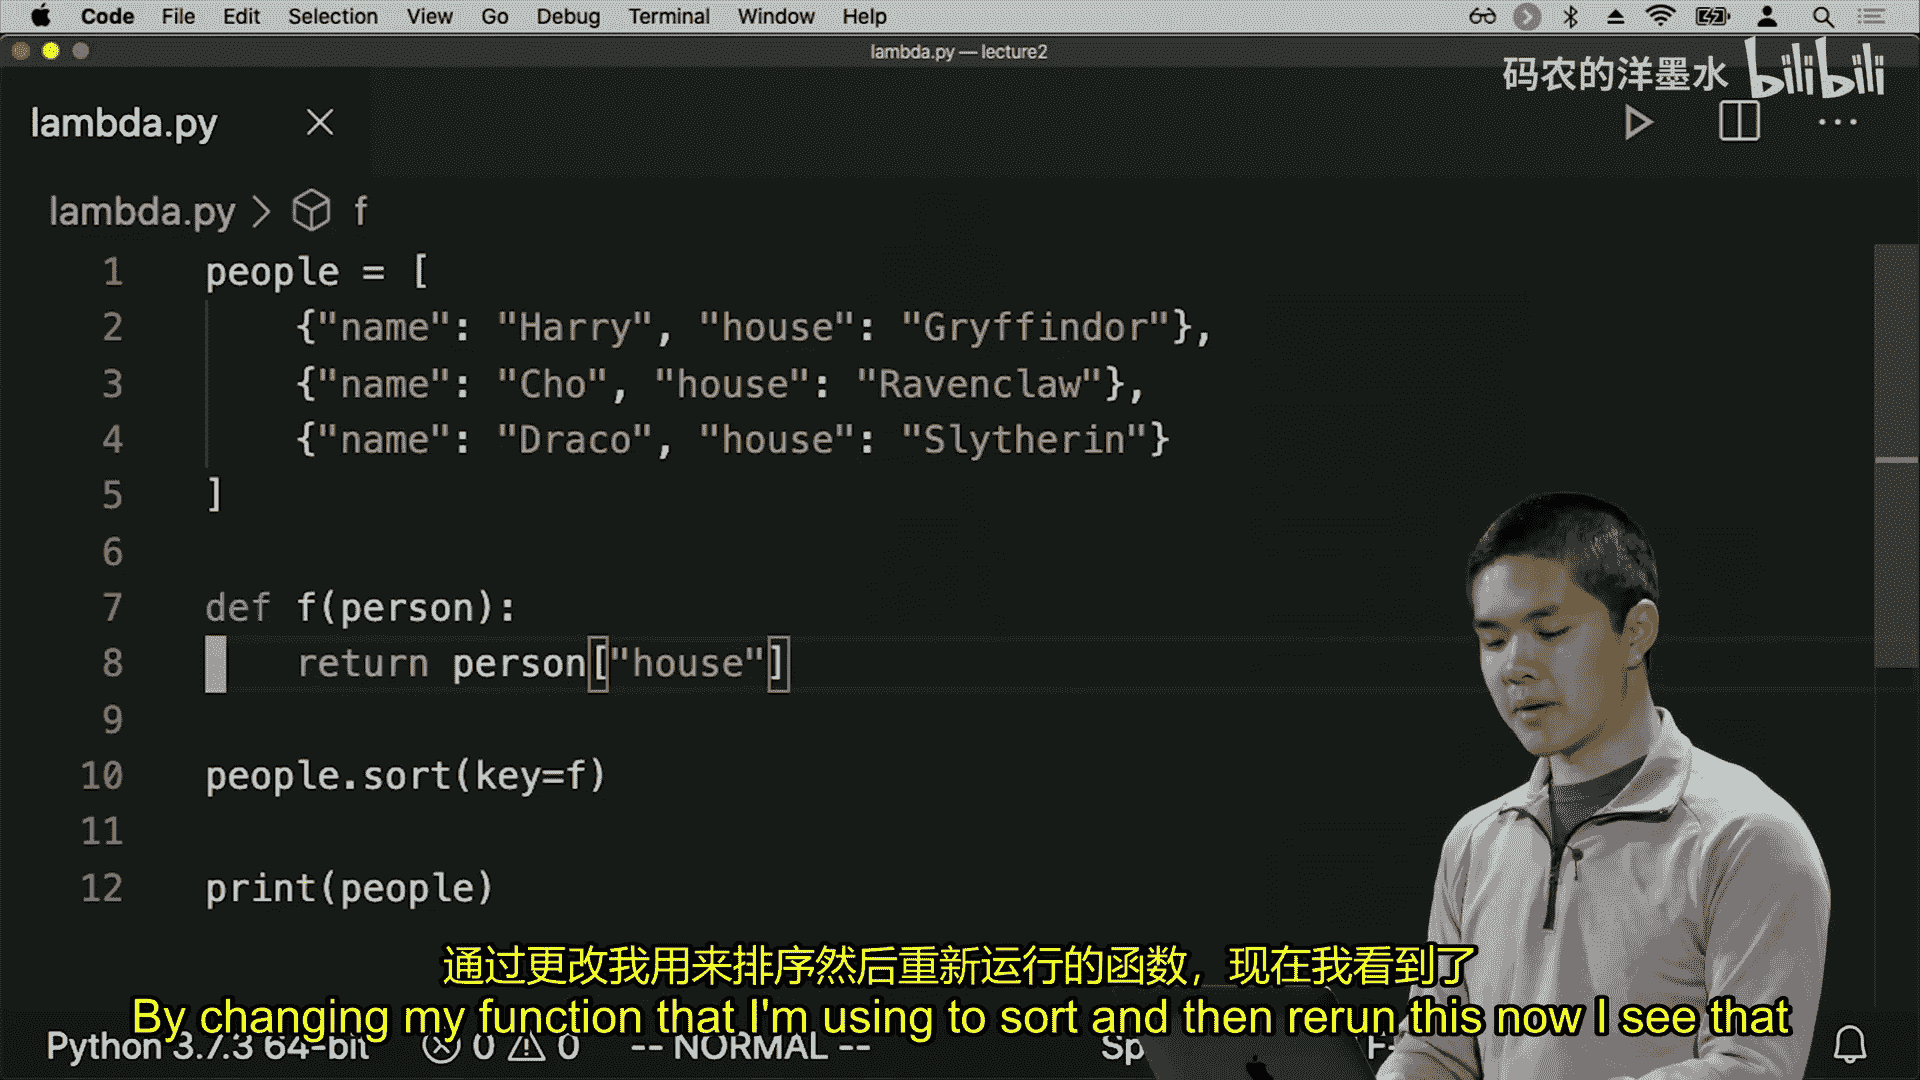 Code File Edit Selection View Go Debug Terminal Window Help
lambda.py — lecture2
码农的洋墨水 bilibili
lambda.py
lambda.py > f
1 people = [
2     {"name": "Harry", "house": "Gryffindor"},
3     {"name": "Cho", "house": "Ravenclaw"},
4     {"name": "Draco", "house": "Slytherin"}
5 ]
6
7 def f(person):
8     return person["house"]
9
10 people.sort(key=f)
11
12 print(people)
通过更改我用来排序然后重新运行的函数，现在我看到了
By changing my function that I'm using to sort and then rerun this now I see that
Python 3.7.3 64-bit 0 0 -- NORMAL --